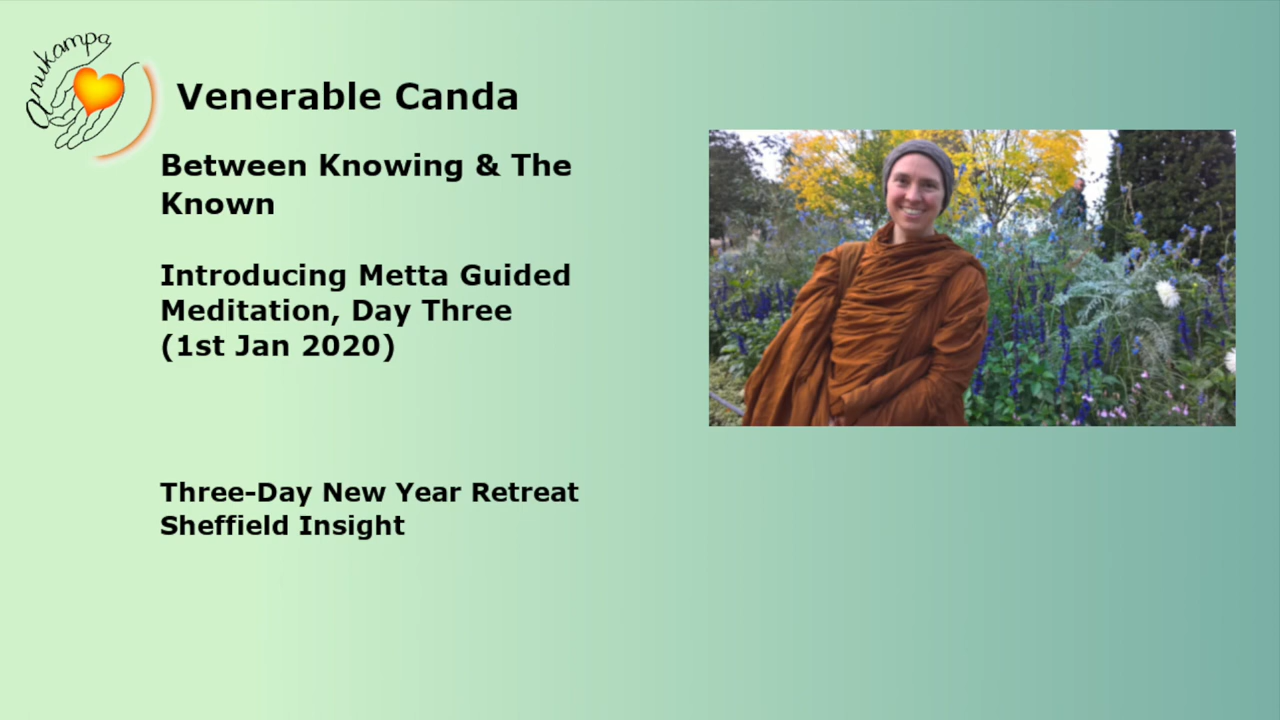 Anukampa
Venerable Canda
Between Knowing & The
Known
Introducing Metta Guided
Meditation, Day Three
(1st Jan 2020)
Three-Day New Year Retreat
Sheffield Insight